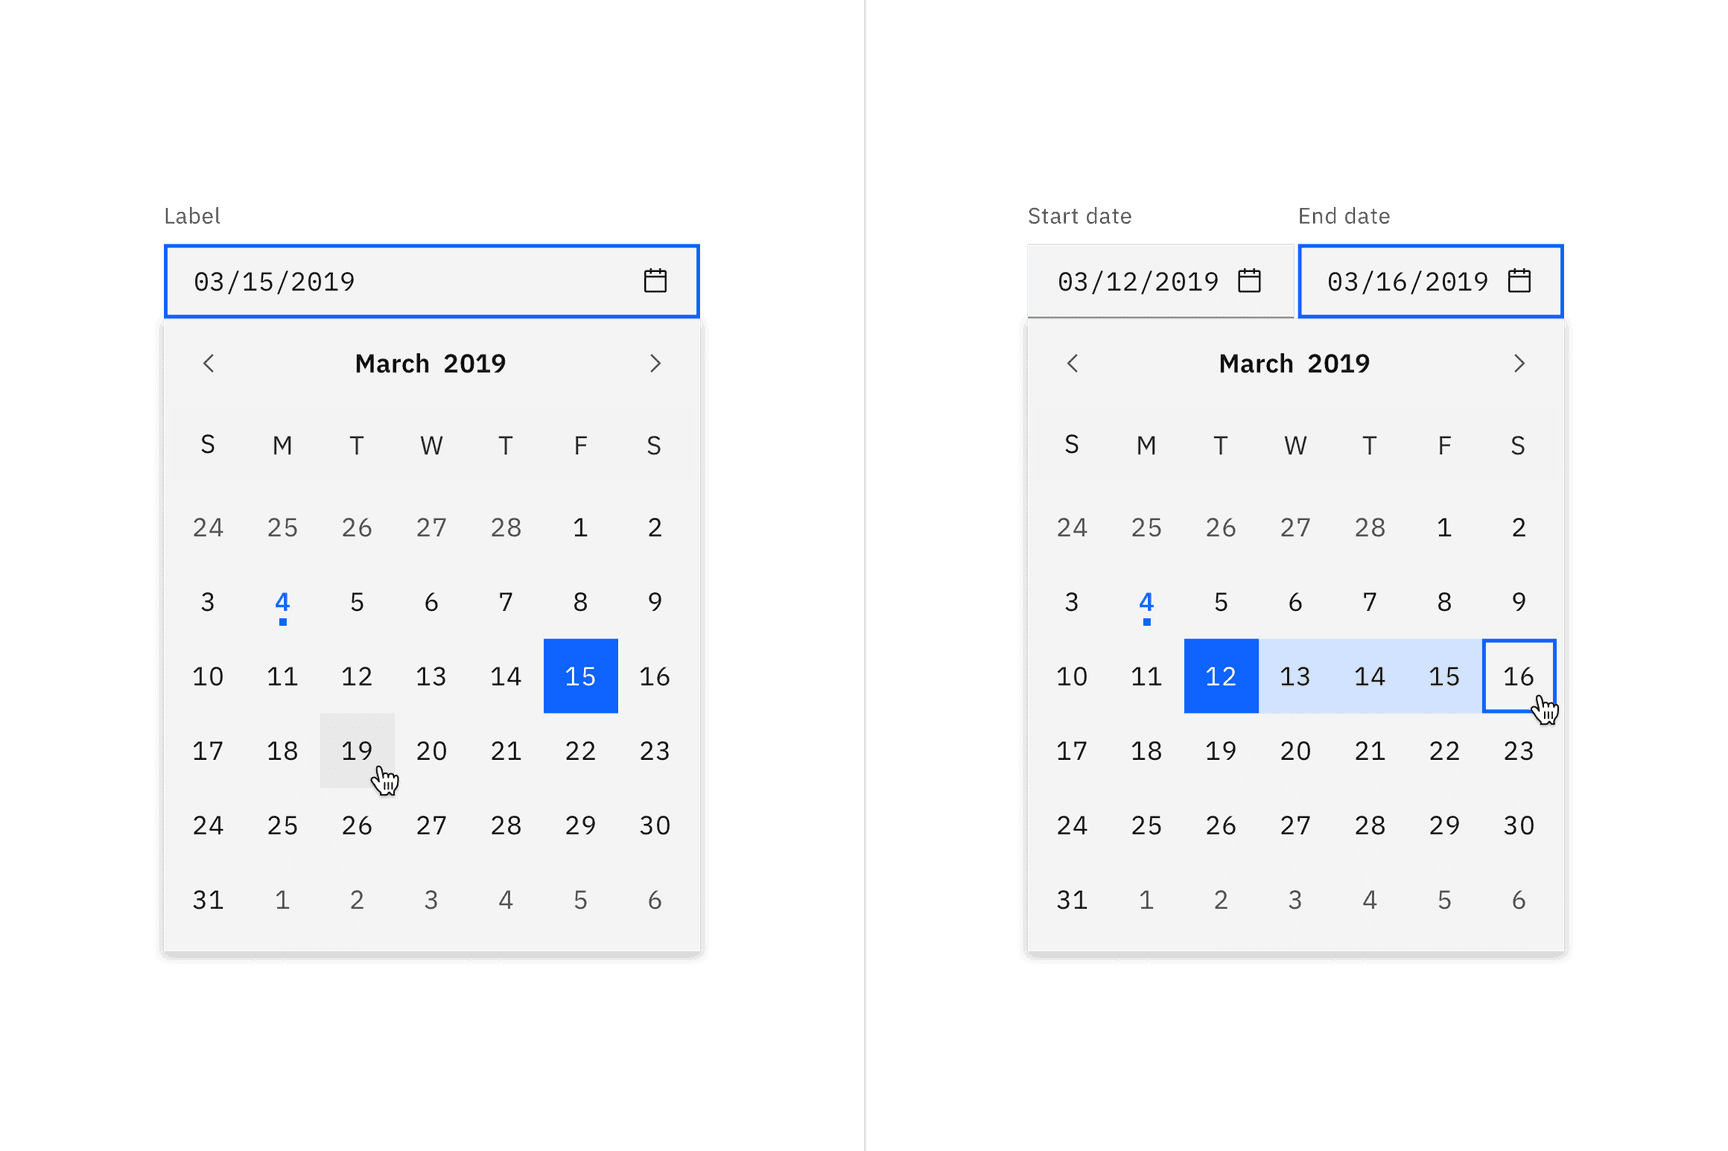 Label
03/15/2019
March 2019
S M T W T F S
24 25 26 27 28 1 2
3 4 5 6 7 8 9
10 11 12 13 14 15 16
17 18 19 20 21 22 23
24 25 26 27 28 29 30
31 1 2 3 4 5 6
Start date End date
03/12/2019 03/16/2019
March 2019
S M T W T F S
24 25 26 27 28 1 2
3 4 5 6 7 8 9
10 11 12 13 14 15 16
17 18 19 20 21 22 23
24 25 26 27 28 29 30
31 1 2 3 4 5 6